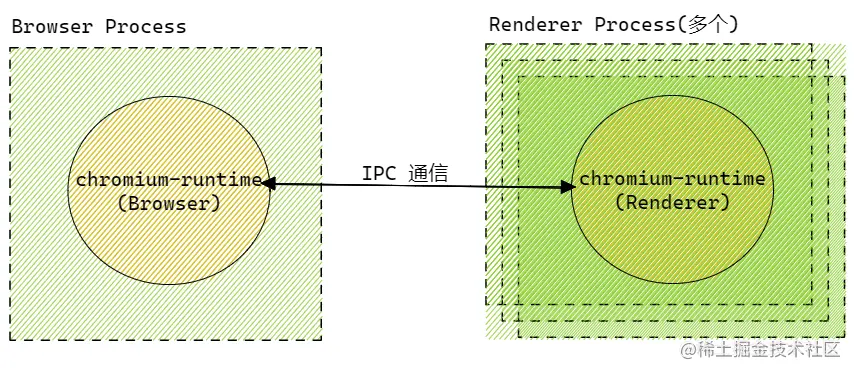 Browser Process
Renderer Process(多个)
chromium-runtime
(Browser)
IPC 通信
chromium-runtime
(Renderer)
@稀土掘金技术社区